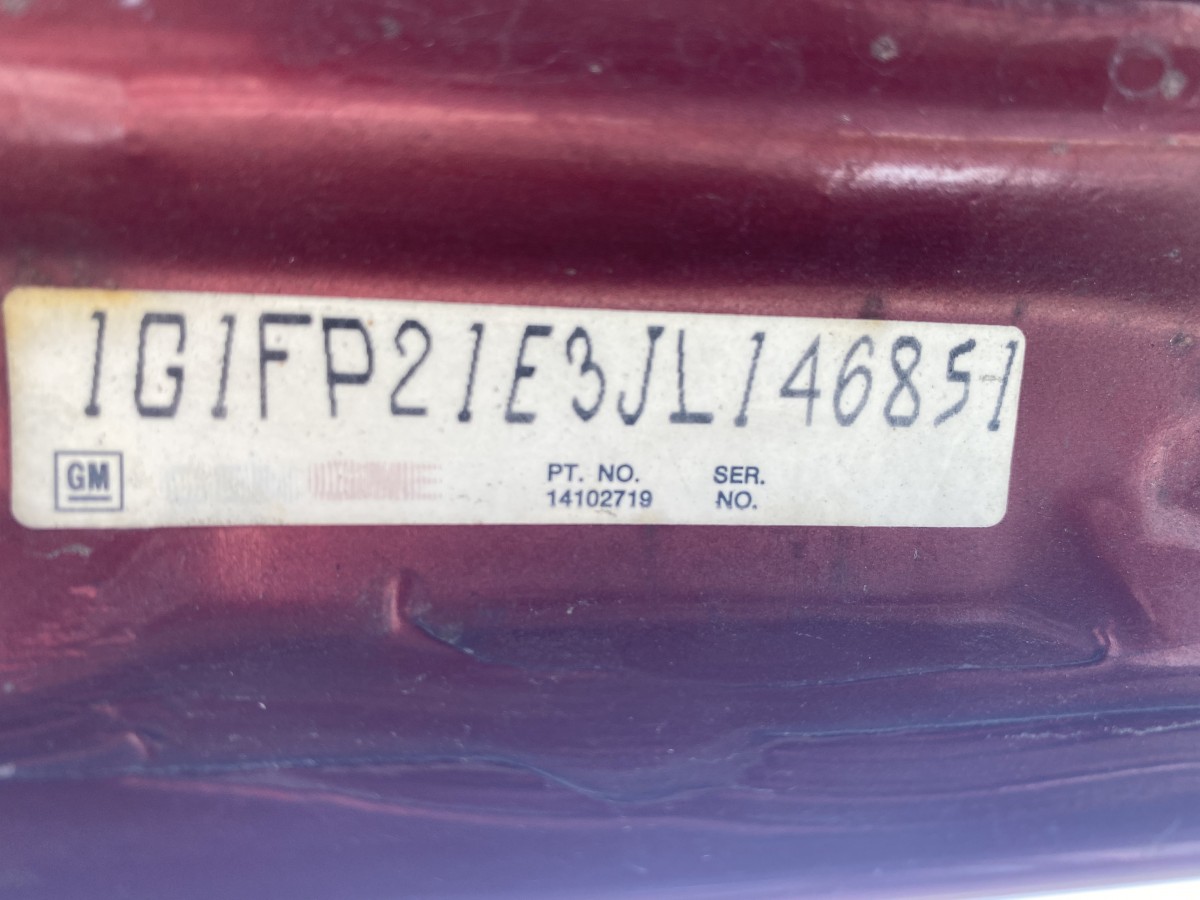 1G1FP21E3JL146851
GM
PT. NO. SER.
14102719 NO.